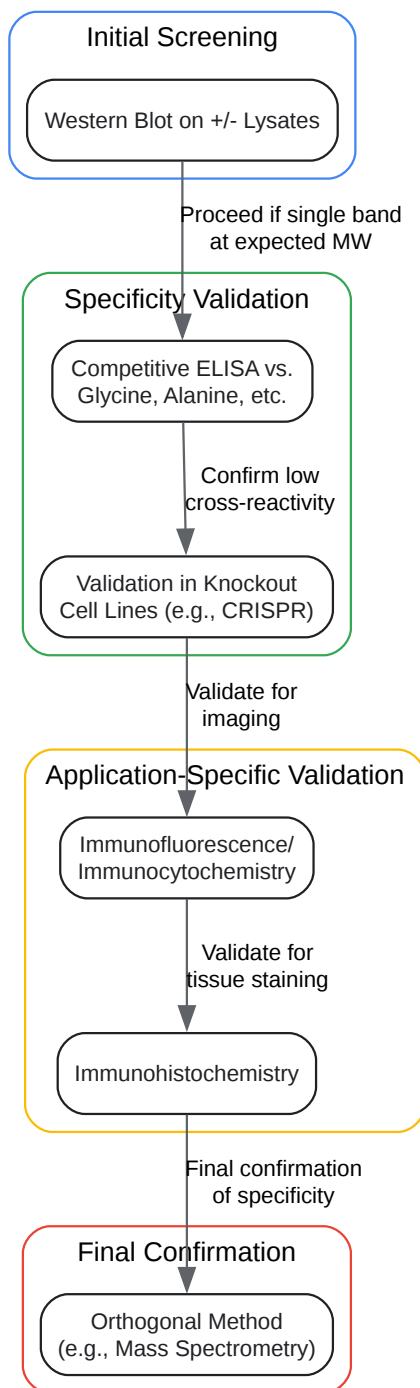 Initial Screening
Western Blot on +/- Lysates
Proceed if single band
at expected MW
Specificity Validation
Competitive ELISA vs.
Glycine, Alanine, etc.
Confirm low
cross-reactivity
Validation in Knockout
Cell Lines (e.g., CRISPR)
Validate for
imaging
Application-Specific Validation
Immunofluorescence/
Immunocytochemistry
Validate for
tissue staining
Immunohistochemistry
Final confirmation
of specificity
Final Confirmation
Orthogonal Method
(e.g., Mass Spectrometry)